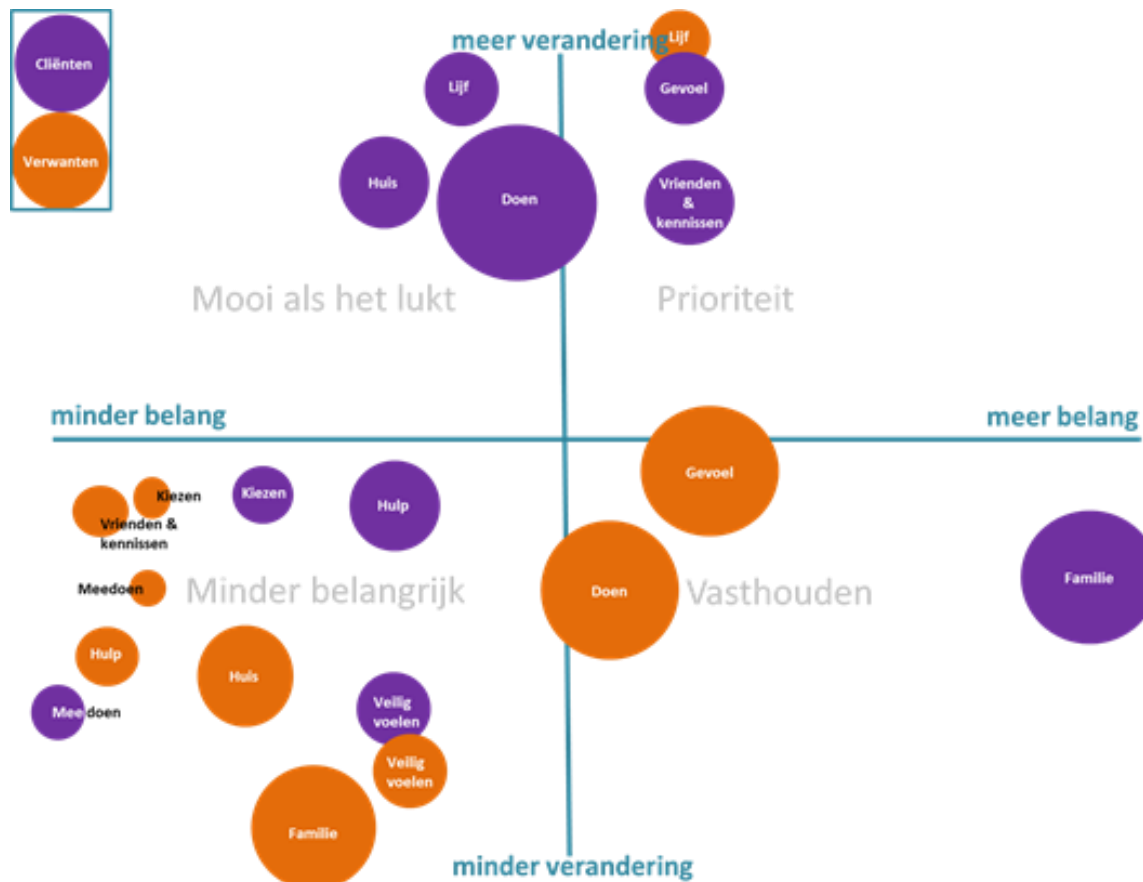 Cliënten
Verwanten
meer verandering
Lijf
Lijf
Gevoel
Huis
Doen
Vrienden
&
kennissen
Mooi als het lukt
Prioriteit
minder belang
meer belang
Gevoel
Kiezen
Kiezen
Hulp
Vrienden &
kennissen
Familie
Meedoen
Minder belangrijk
Doen
Vasthouden
Hulp
Huis
Meedoen
Veilig
voelen
Veilig
voelen
Familie
minder verandering